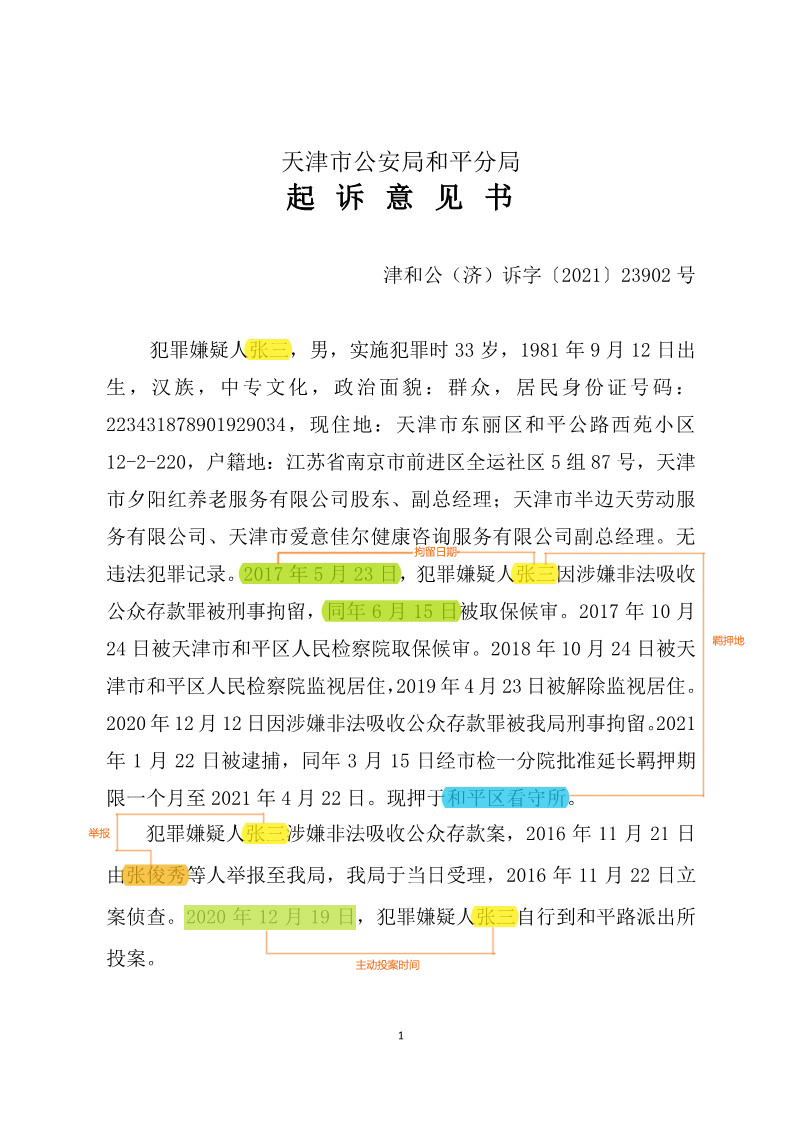 天津市公安局和平分局
起诉意见书
津和公（济）诉字〔2021〕23902 号
犯罪嫌疑人张三，男，实施犯罪时 33 岁，1981 年 9 月 12 日出
生，汉族，中专文化，政治面貌：群众，居民身份证号码：
223431878901929034，现住地：天津市东丽区和平公路西苑小区
12-2-220，户籍地：江苏省南京市前进区全运社区 5 组 87 号，天津
市夕阳红养老服务有限公司股东、副总经理；天津市半边天劳动服
务有限公司、天津市爱意佳尔健康咨询服务有限公司副总经理。无
拘留日期
违法犯罪记录。2017 年 5 月 23 日，犯罪嫌疑人张三因涉嫌非法吸收
公众存款罪被刑事拘留，同年 6 月 15 日被取保候审。2017 年 10 月
羁押地
24 日被天津市和平区人民检察院取保候审。2018 年 10 月 24 日被天
津市和平区人民检察院监视居住,2019 年 4 月 23 日被解除监视居住。
2020 年 12 月 12 日因涉嫌非法吸收公众存款罪被我局刑事拘留。2021
年 1 月 22 日被逮捕，同年 3 月 15 日经市检一分院批准延长羁押期
限一个月至 2021 年 4 月 22 日。现押于和平区看守所。
举报
犯罪嫌疑人张三涉嫌非法吸收公众存款案，2016 年 11 月 21 日
由张俊秀等人举报至我局，我局于当日受理，2016 年 11 月 22 日立
案侦查。2020 年 12 月 19 日，犯罪嫌疑人张三自行到和平路派出所
投案。
主动投案时间
1